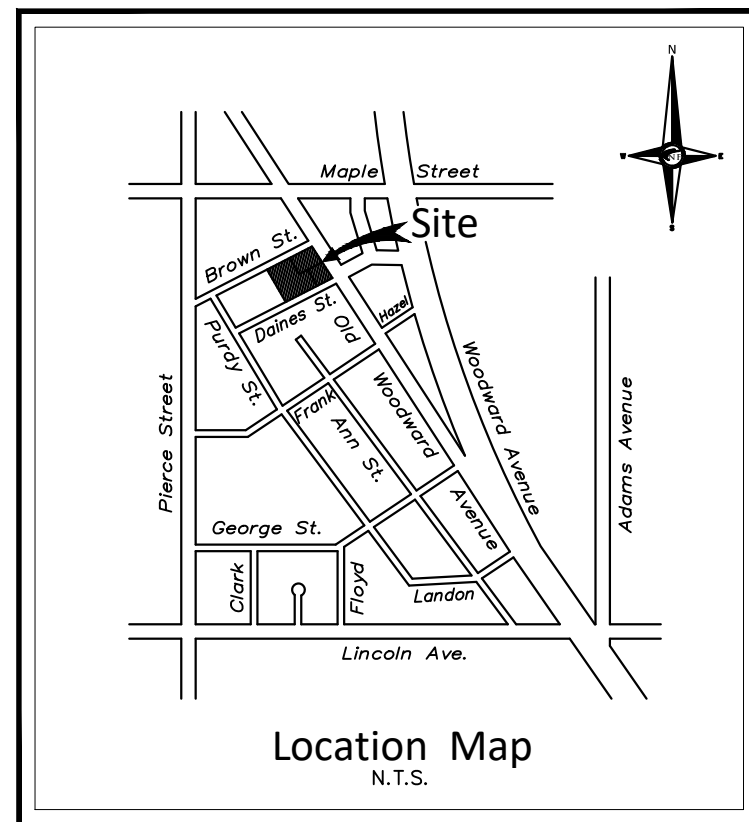 N
W
E
S
NF
Maple Street
Site
Brown St.
Daines St.
Hazel
Old
Woodward
Avenue
Purdy St.
Frank
Ann St.
Woodward Avenue
Pierce Street
Adams Avenue
George St.
Clark
Floyd
Landon
Lincoln Ave.
Location Map
N.T.S.